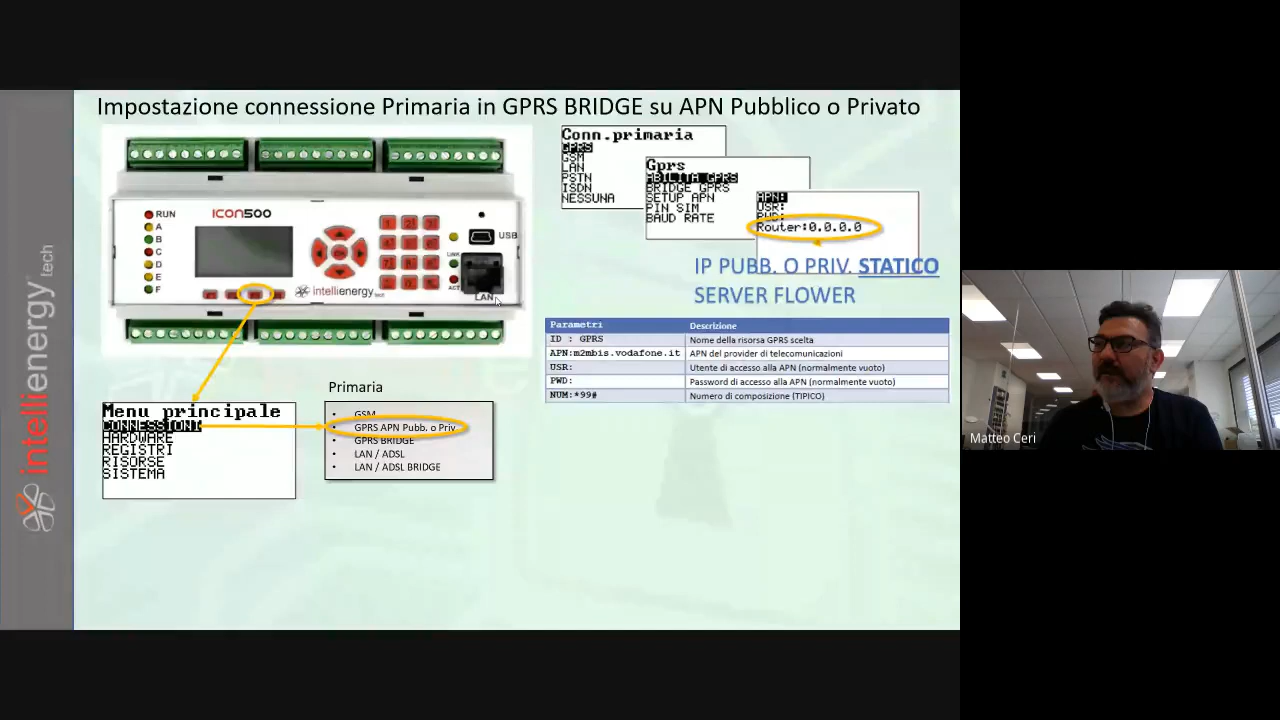 Impostazione connessione Primaria in GPRS BRIDGE su APN Pubblico o Privato
Conn.primaria
GPRS
GSM
LAN
PSTN
ISDN
NESSUNA
Gprs
ABILITA GPRS
BRIDGE GPRS
SETUP APN
PIN SIM
BAUD RATE
APN:
USR:
PWD:
Router:0.0.0.0
IP PUBB. O PRIV. STATICO
SERVER FLOWER
RUN
A
B
C
D
E
F
ICON500
USB
LINK
ACT
LAN
intellienergy tech
Parametri Descrizione
ID : GPRS Nome della risorsa GPRS scelta
APN:m2mbis.vodafone.it APN del provider di telecomunicazioni
USR: Utente di accesso alla APN (normalmente vuoto)
PWD: Password di accesso alla APN (normalmente vuoto)
NUM:*99# Numero di composizione (TIPICO)
Primaria
• GSM
• GPRS APN Pubb. o Priv
• GPRS BRIDGE
• LAN / ADSL
• LAN / ADSL BRIDGE
Menu principale
CONNESSIONI
HARDWARE
REGISTRI
RISORSE
SISTEMA
intellienergy tech
Matteo Ceri